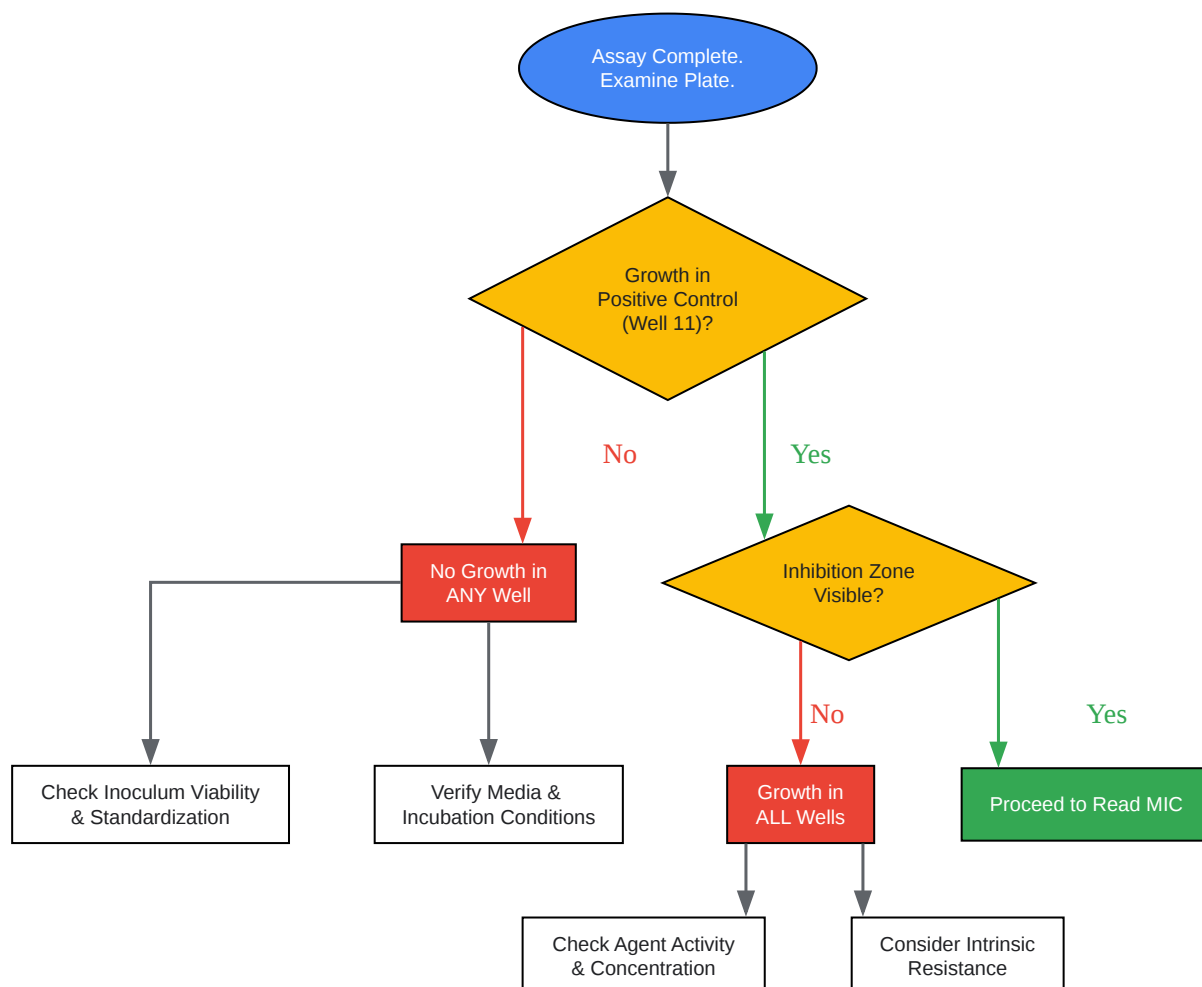 Assay Complete.
Examine Plate.
Growth in
Positive Control
(Well 11)?
No
Yes
No Growth in
ANY Well
Inhibition Zone
Visible?
No
Yes
Check Inoculum Viability
& Standardization
Verify Media &
Incubation Conditions
Growth in
ALL Wells
Proceed to Read MIC
Check Agent Activity
& Concentration
Consider Intrinsic
Resistance